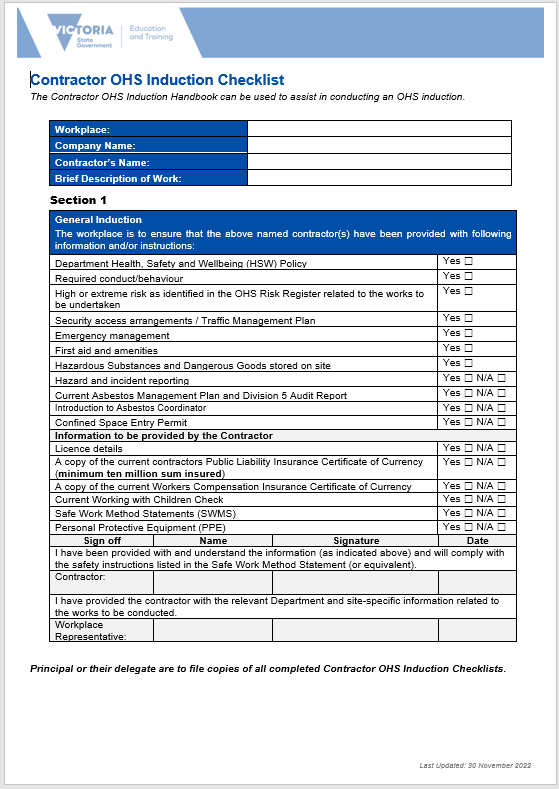 VICTORIA
State
Government
Education
and Training
Contractor OHS Induction Checklist
The Contractor OHS Induction Handbook can be used to assist in conducting an OHS induction.
Workplace:
Company Name:
Contractor's Name:
Brief Description of Work:
Section 1
General Induction
The workplace is to ensure that the above named contractor(s) have been provided with following
information and/or instructions:
Department Health, Safety and Wellbeing (HSW) Policy Yes ☐
Required conduct/behaviour Yes ☐
High or extreme risk as identified in the OHS Risk Register related to the works to Yes ☐
be undertaken
Security access arrangements / Traffic Management Plan Yes ☐
Emergency management Yes ☐
First aid and amenities Yes ☐
Hazardous Substances and Dangerous Goods stored on site Yes ☐
Hazard and incident reporting Yes ☐ N/A ☐
Current Asbestos Management Plan and Division 5 Audit Report Yes ☐ N/A ☐
Introduction to Asbestos Coordinator Yes ☐ N/A ☐
Confined Space Entry Permit Yes ☐ N/A ☐
Information to be provided by the Contractor
Licence details Yes ☐ N/A ☐
A copy of the current contractors Public Liability Insurance Certificate of Currency Yes ☐ N/A ☐
(minimum ten million sum insured)
A copy of the current Workers Compensation Insurance Certificate of Currency Yes ☐ N/A ☐
Current Working with Children Check Yes ☐ N/A ☐
Safe Work Method Statements (SWMS) Yes ☐ N/A ☐
Personal Protective Equipment (PPE) Yes ☐ N/A ☐
Sign off Name Signature Date
I have been provided with and understand the information (as indicated above) and will comply with
the safety instructions listed in the Safe Work Method Statement (or equivalent).
Contractor:
I have provided the contractor with the relevant Department and site-specific information related to
the works to be conducted.
Workplace
Representative:
Principal or their delegate are to file copies of all completed Contractor OHS Induction Checklists.
Last Updated: 30 November 2022